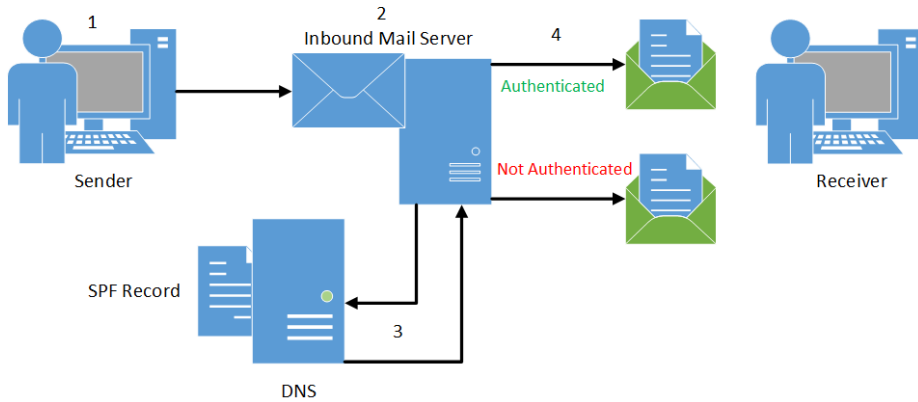 1
2
Inbound Mail Server
4
Authenticated
Sender
Not Authenticated
Receiver
SPF Record
3
DNS